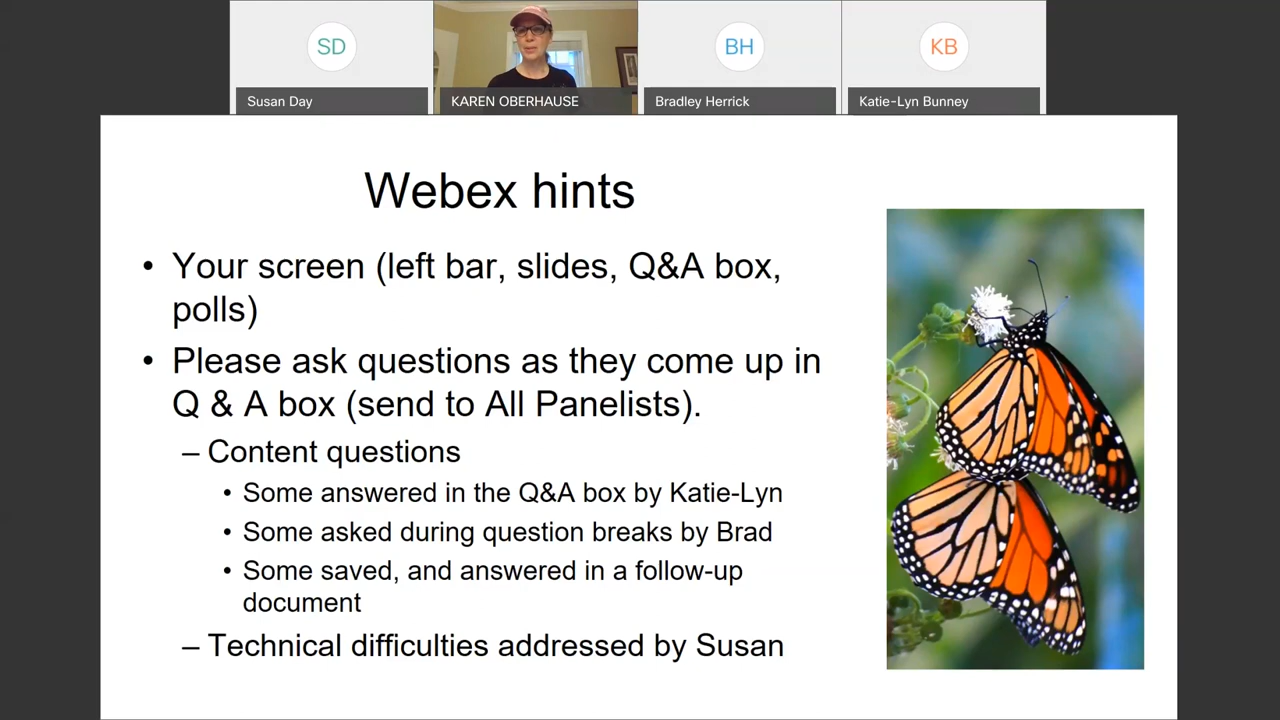 SD
BH
KB
Susan Day
KAREN OBERHAUSE
Bradley Herrick
Katie-Lyn Bunney
Webex hints
• Your screen (left bar, slides, Q&A box,
polls)
• Please ask questions as they come up in
Q & A box (send to All Panelists).
– Content questions
• Some answered in the Q&A box by Katie-Lyn
• Some asked during question breaks by Brad
• Some saved, and answered in a follow-up
document
– Technical difficulties addressed by Susan